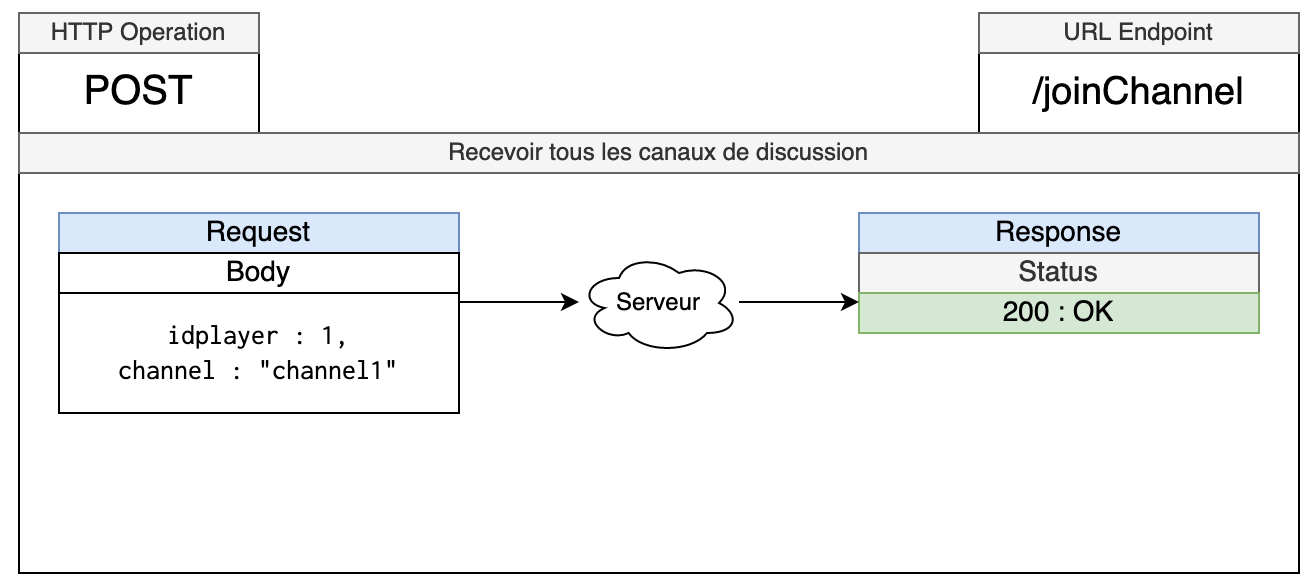 HTTP Operation
URL Endpoint
POST
/joinChannel
Recevoir tous les canaux de discussion
Request
Response
Body
Status
200 : OK
Serveur
idplayer : 1,
channel : "channel1"